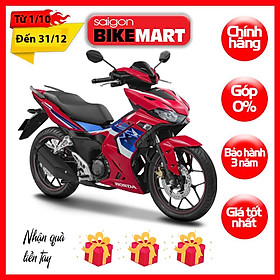 Từ 1/10
Đến 31/12
saigon
BIKEMART
Chính
hãng
Góp
0%
Bảo hành
3 năm
Giá tốt
nhất
HONDA
Nhận quà
liền tay